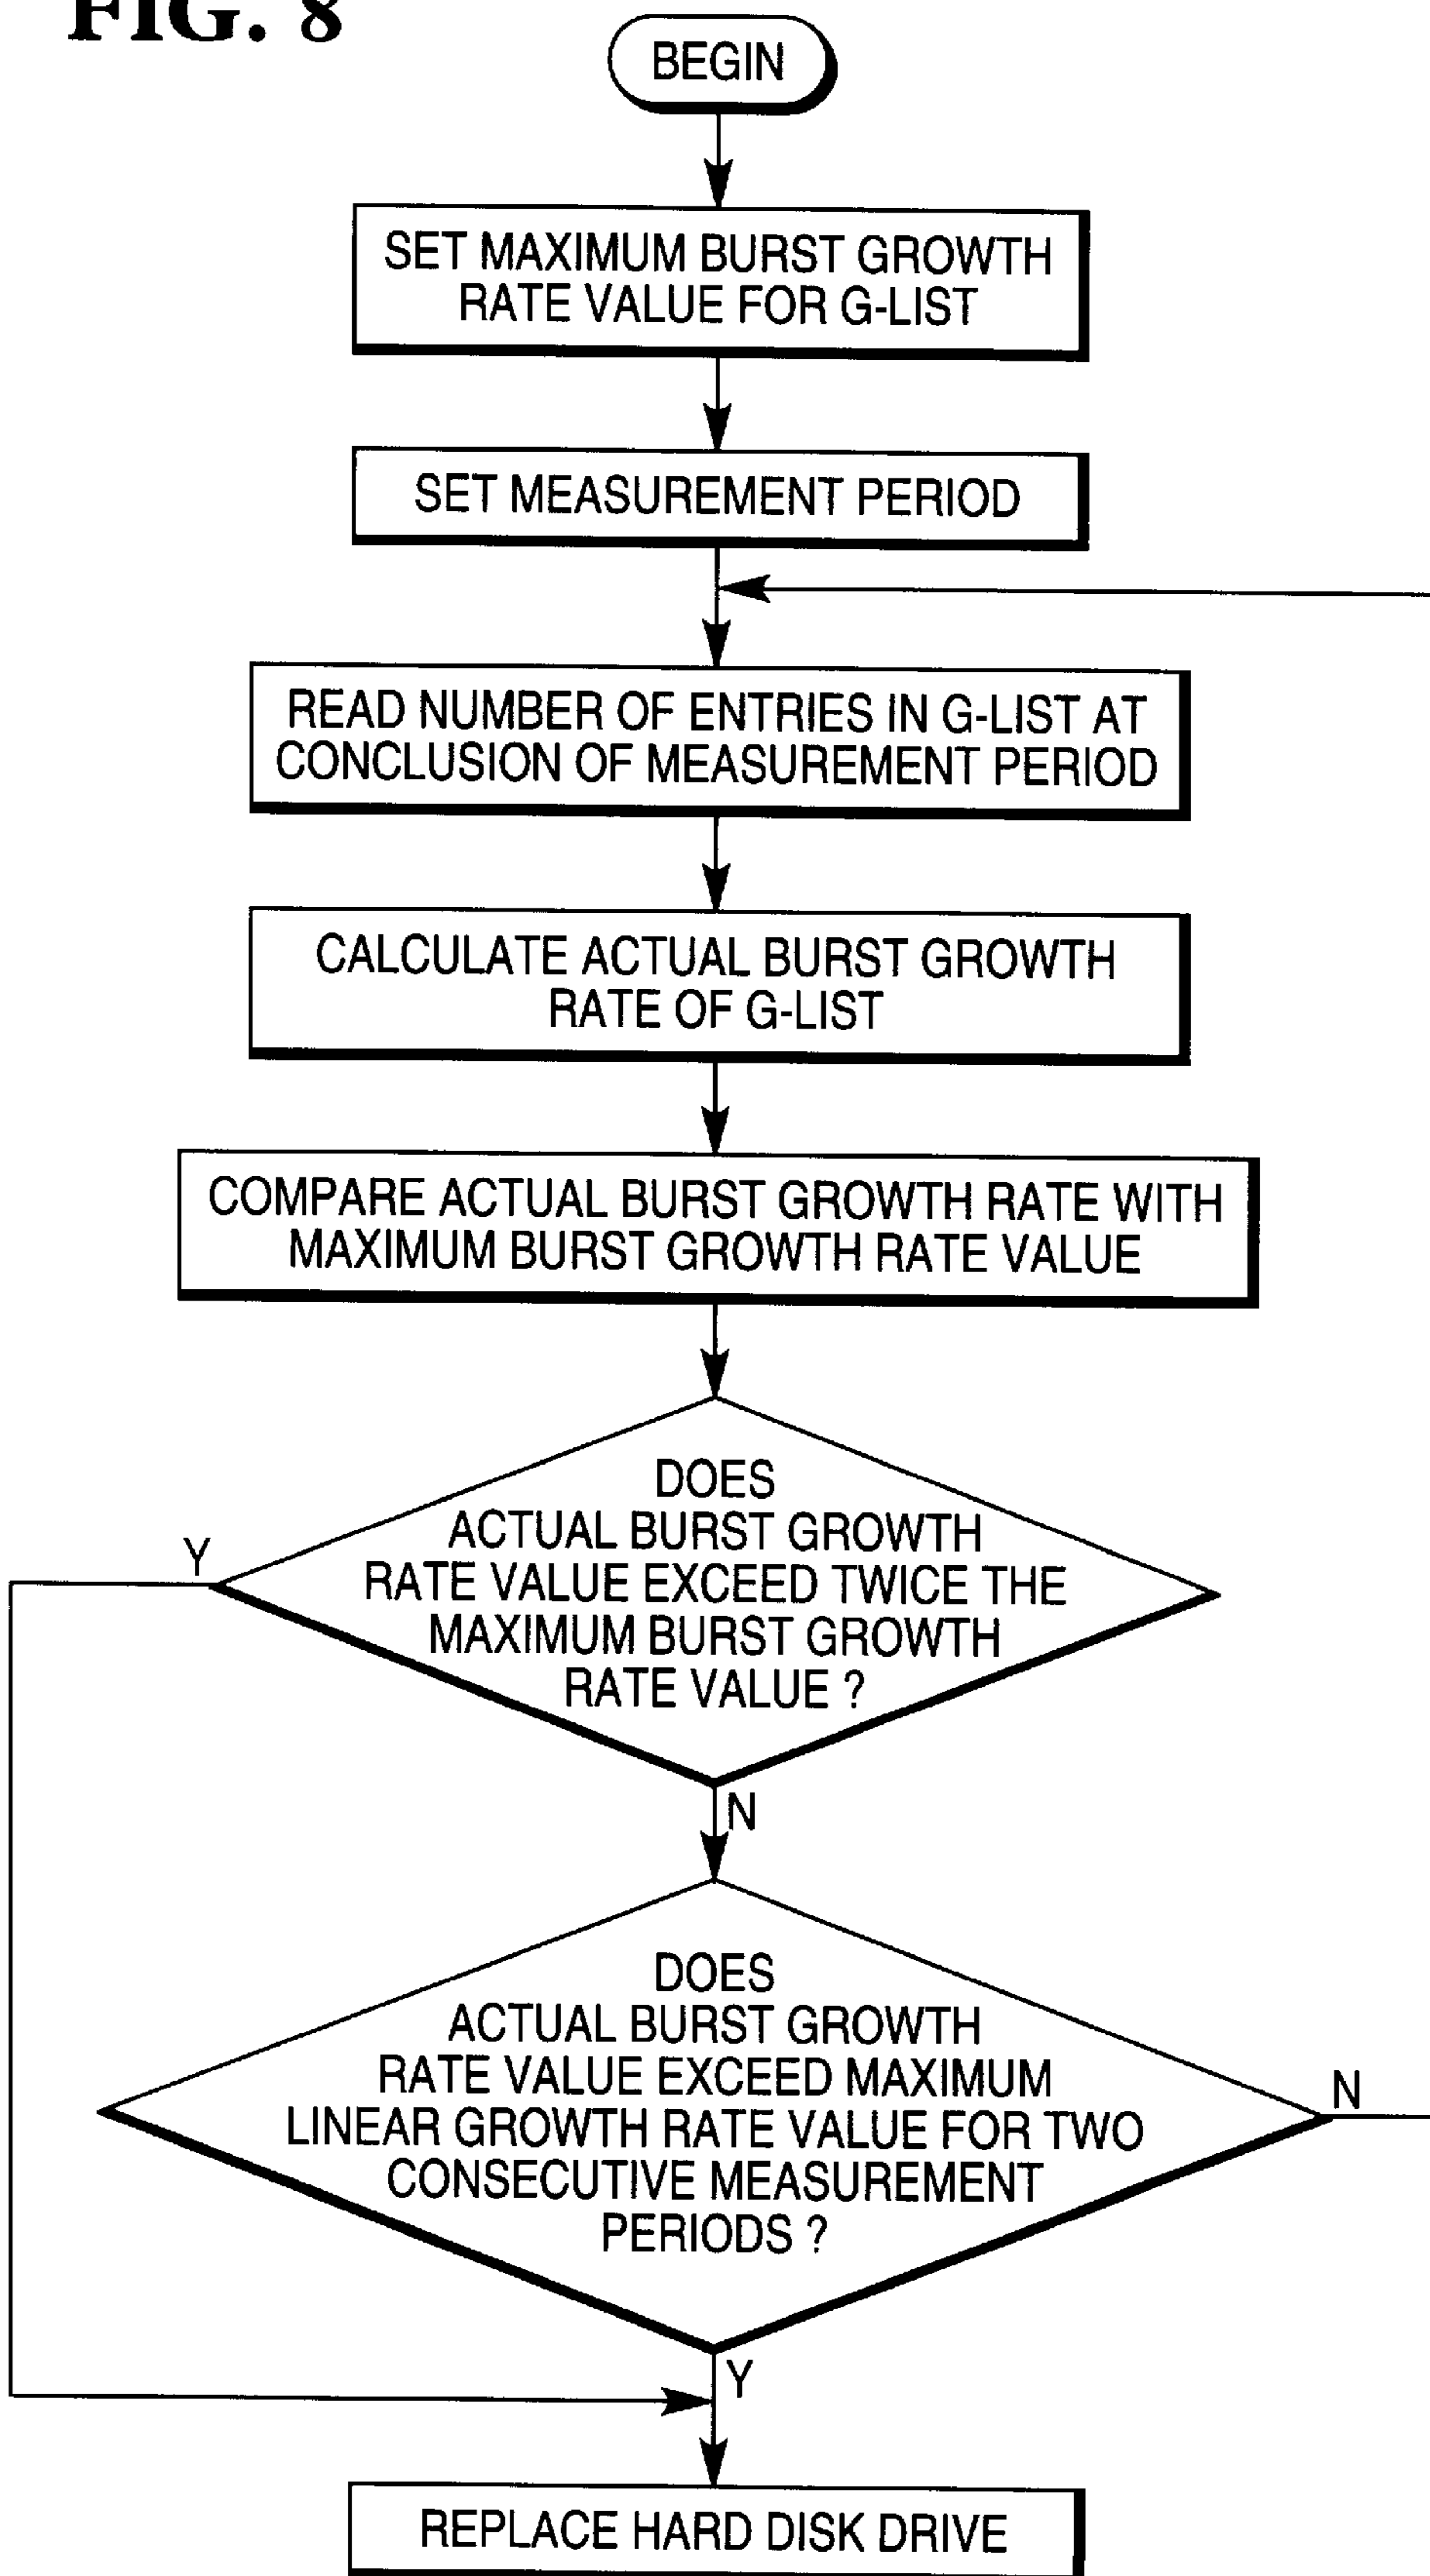 FIG. 8
BEGIN
SET MAXIMUM BURST GROWTH
RATE VALUE FOR G-LIST
SET MEASUREMENT PERIOD
READ NUMBER OF ENTRIES IN G-LIST AT
CONCLUSION OF MEASUREMENT PERIOD
CALCULATE ACTUAL BURST GROWTH
RATE OF G-LIST
COMPARE ACTUAL BURST GROWTH RATE WITH
MAXIMUM BURST GROWTH RATE VALUE
DOES
ACTUAL BURST GROWTH
RATE VALUE EXCEED TWICE THE
MAXIMUM BURST GROWTH
RATE VALUE ?
Y
N
DOES
ACTUAL BURST GROWTH
RATE VALUE EXCEED MAXIMUM
LINEAR GROWTH RATE VALUE FOR TWO
CONSECUTIVE MEASUREMENT
PERIODS ?
N
Y
REPLACE HARD DISK DRIVE